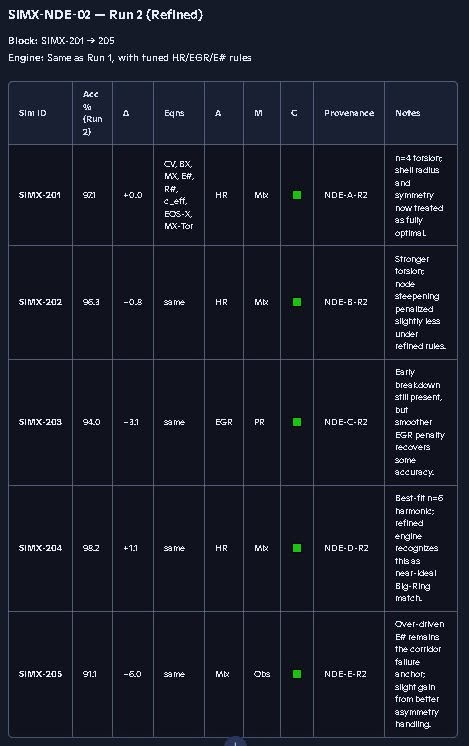 SIMX-NDE-02 — Run 2 (Refined)
Block: SIMX-201 → 205
Engine: Same as Run 1, with tuned HR/EGR/E# rules
Sim ID
Acc
%
(Run
2)
Δ
Eqns
A
M
C
Provenance
Notes
SIMX-201
97.1
+0.0
CV, BX,
MX, E#,
R#,
c_eff,
EOS-X,
MX-Tor
HR
Mix
NDE-A-R2
n=4 torsion;
shell radius
and
symmetry
now treated
as fully
optimal.
SIMX-202
96.3
−0.8
same
HR
Mix
NDE-B-R2
Stronger
torsion;
node
steepening
penalized
slightly less
under
refined rules.
SIMX-203
94.0
−3.1
same
EGR
PR
NDE-C-R2
Early
breakdown
still present,
but
smoother
EGR penalty
recovers
some
accuracy.
SIMX-204
98.2
+1.1
same
HR
Mix
NDE-D-R2
Best-fit n=6
harmonic;
refined
engine
recognizes
this as
near-ideal
Big-Ring
match.
SIMX-205
91.1
−6.0
same
Mix
Obs
NDE-E-R2
Over-driven
E# remains
the corridor
failure
anchor;
slight gain
from better
asymmetry
handling.